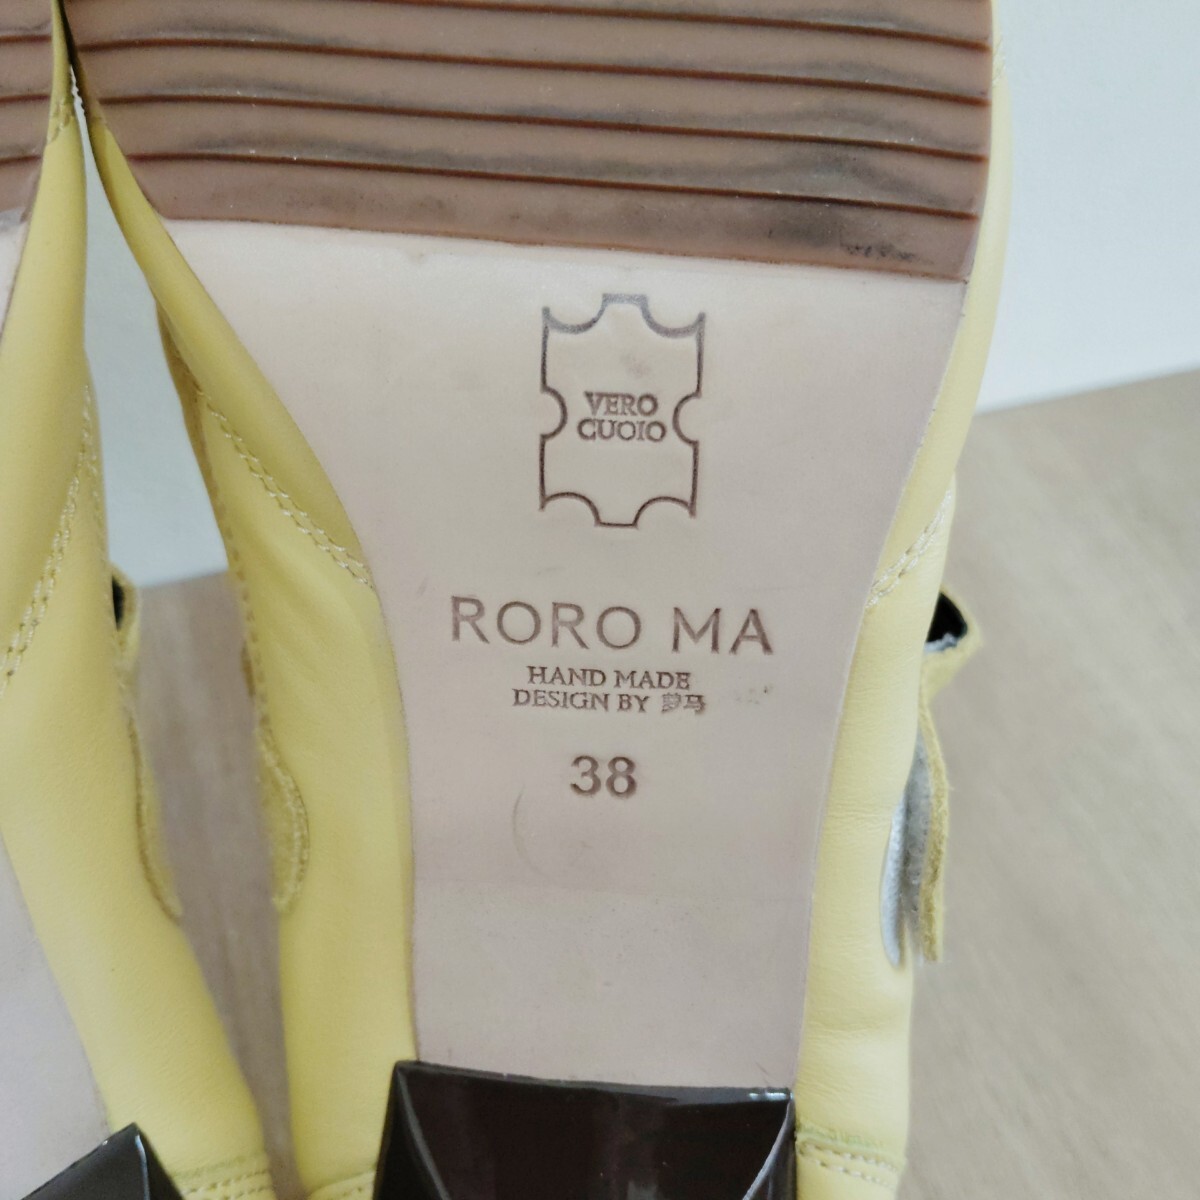 VERO
CUOIO
RORO MA
HAND MADE
DESIGN BY 萝马
38